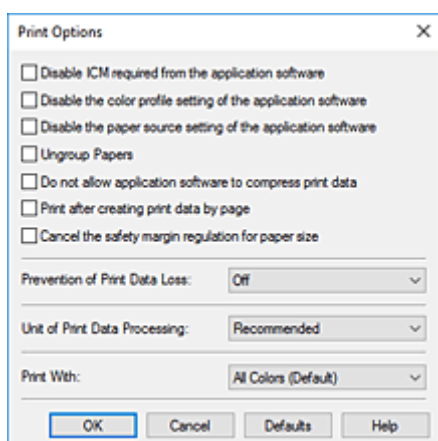 Print Options
Disable ICM required from the application software
Disable the color profile setting of the application software
Disable the paper source setting of the application software
Ungroup Papers
Do not allow application software to compress print data
Print after creating print data by page
Cancel the safety margin regulation for paper size
Prevention of Print Data Loss: Off
Unit of Print Data Processing: Recommended
Print With: All Colors (Default)
OK Cancel Defaults Help